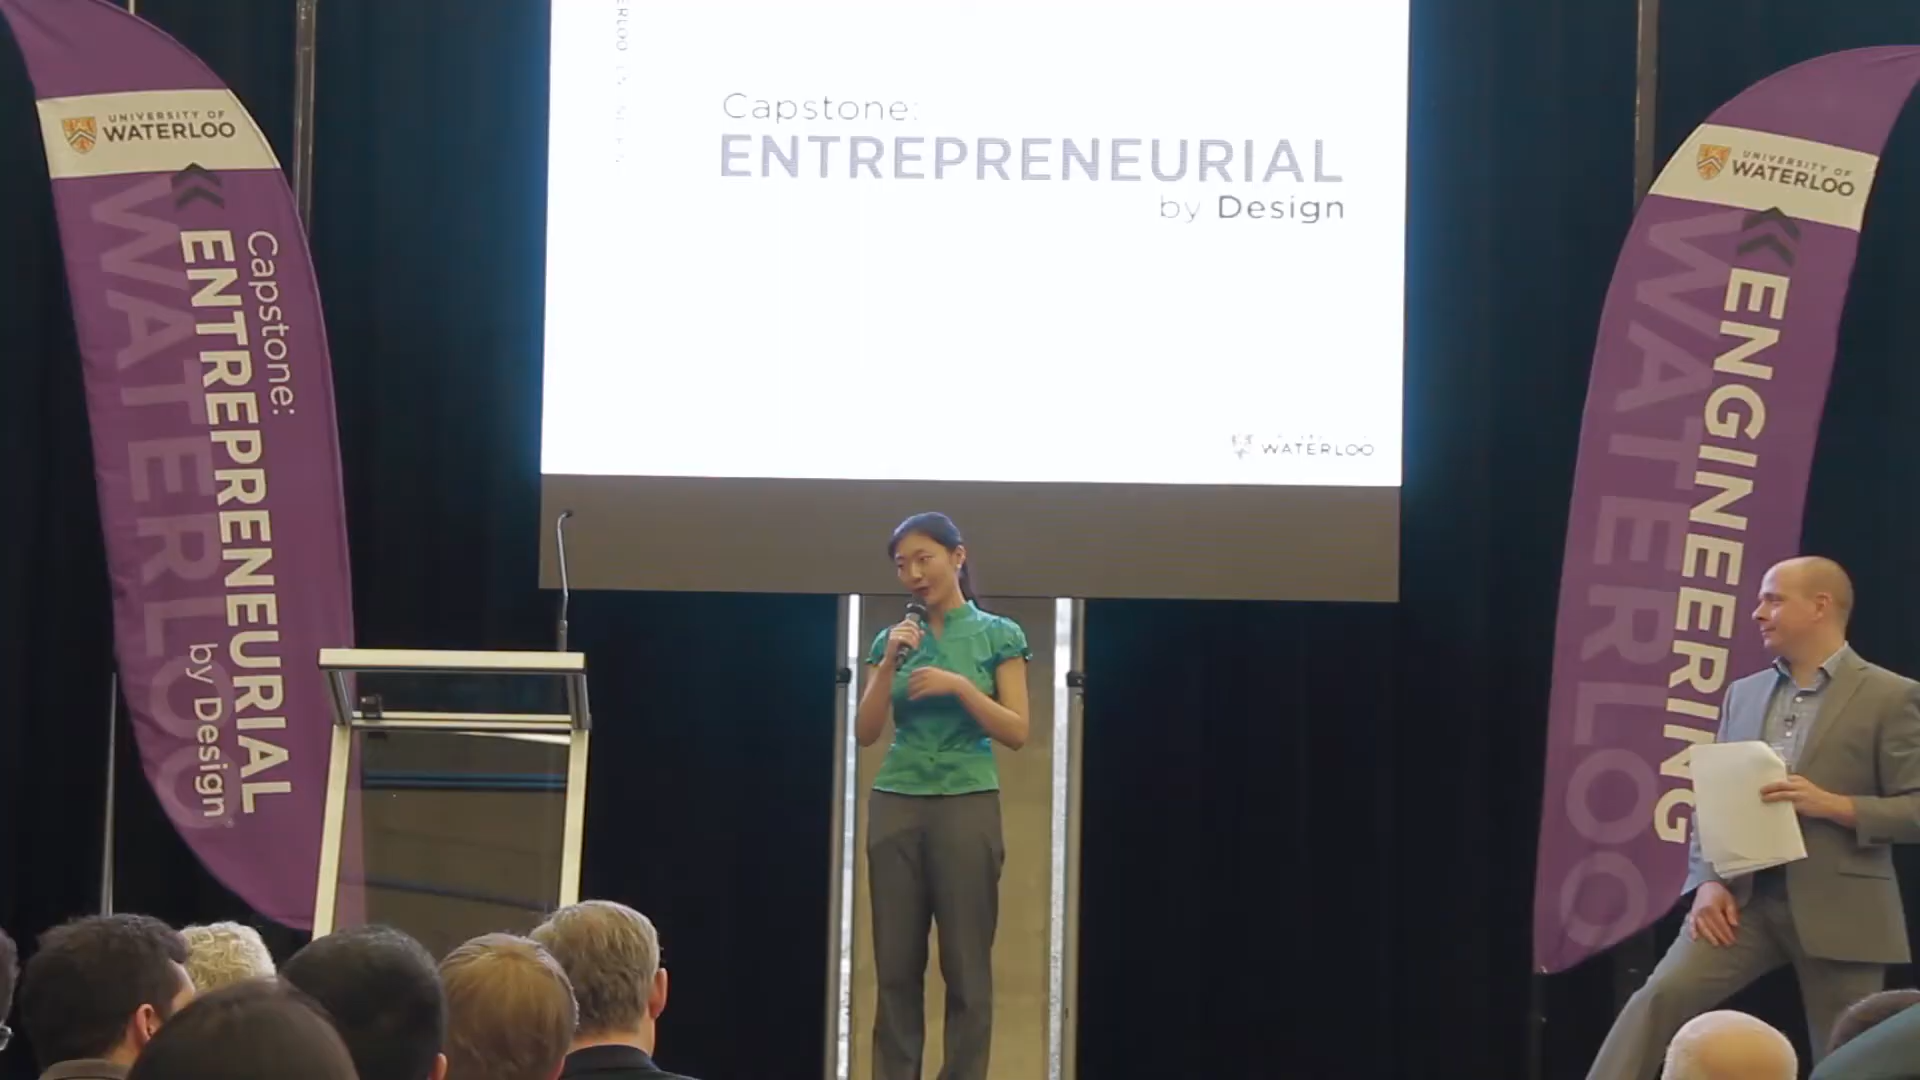 UNIVERSITY OF
WATERLOO
Capstone:
ENTREPRENEURIAL
by Design
WATERLOO
Capstone:
ENTREPRENEURIAL
by Design
WATERLOO
UNIVERSITY OF
WATERLOO
ENGINEERING
WATERLOO